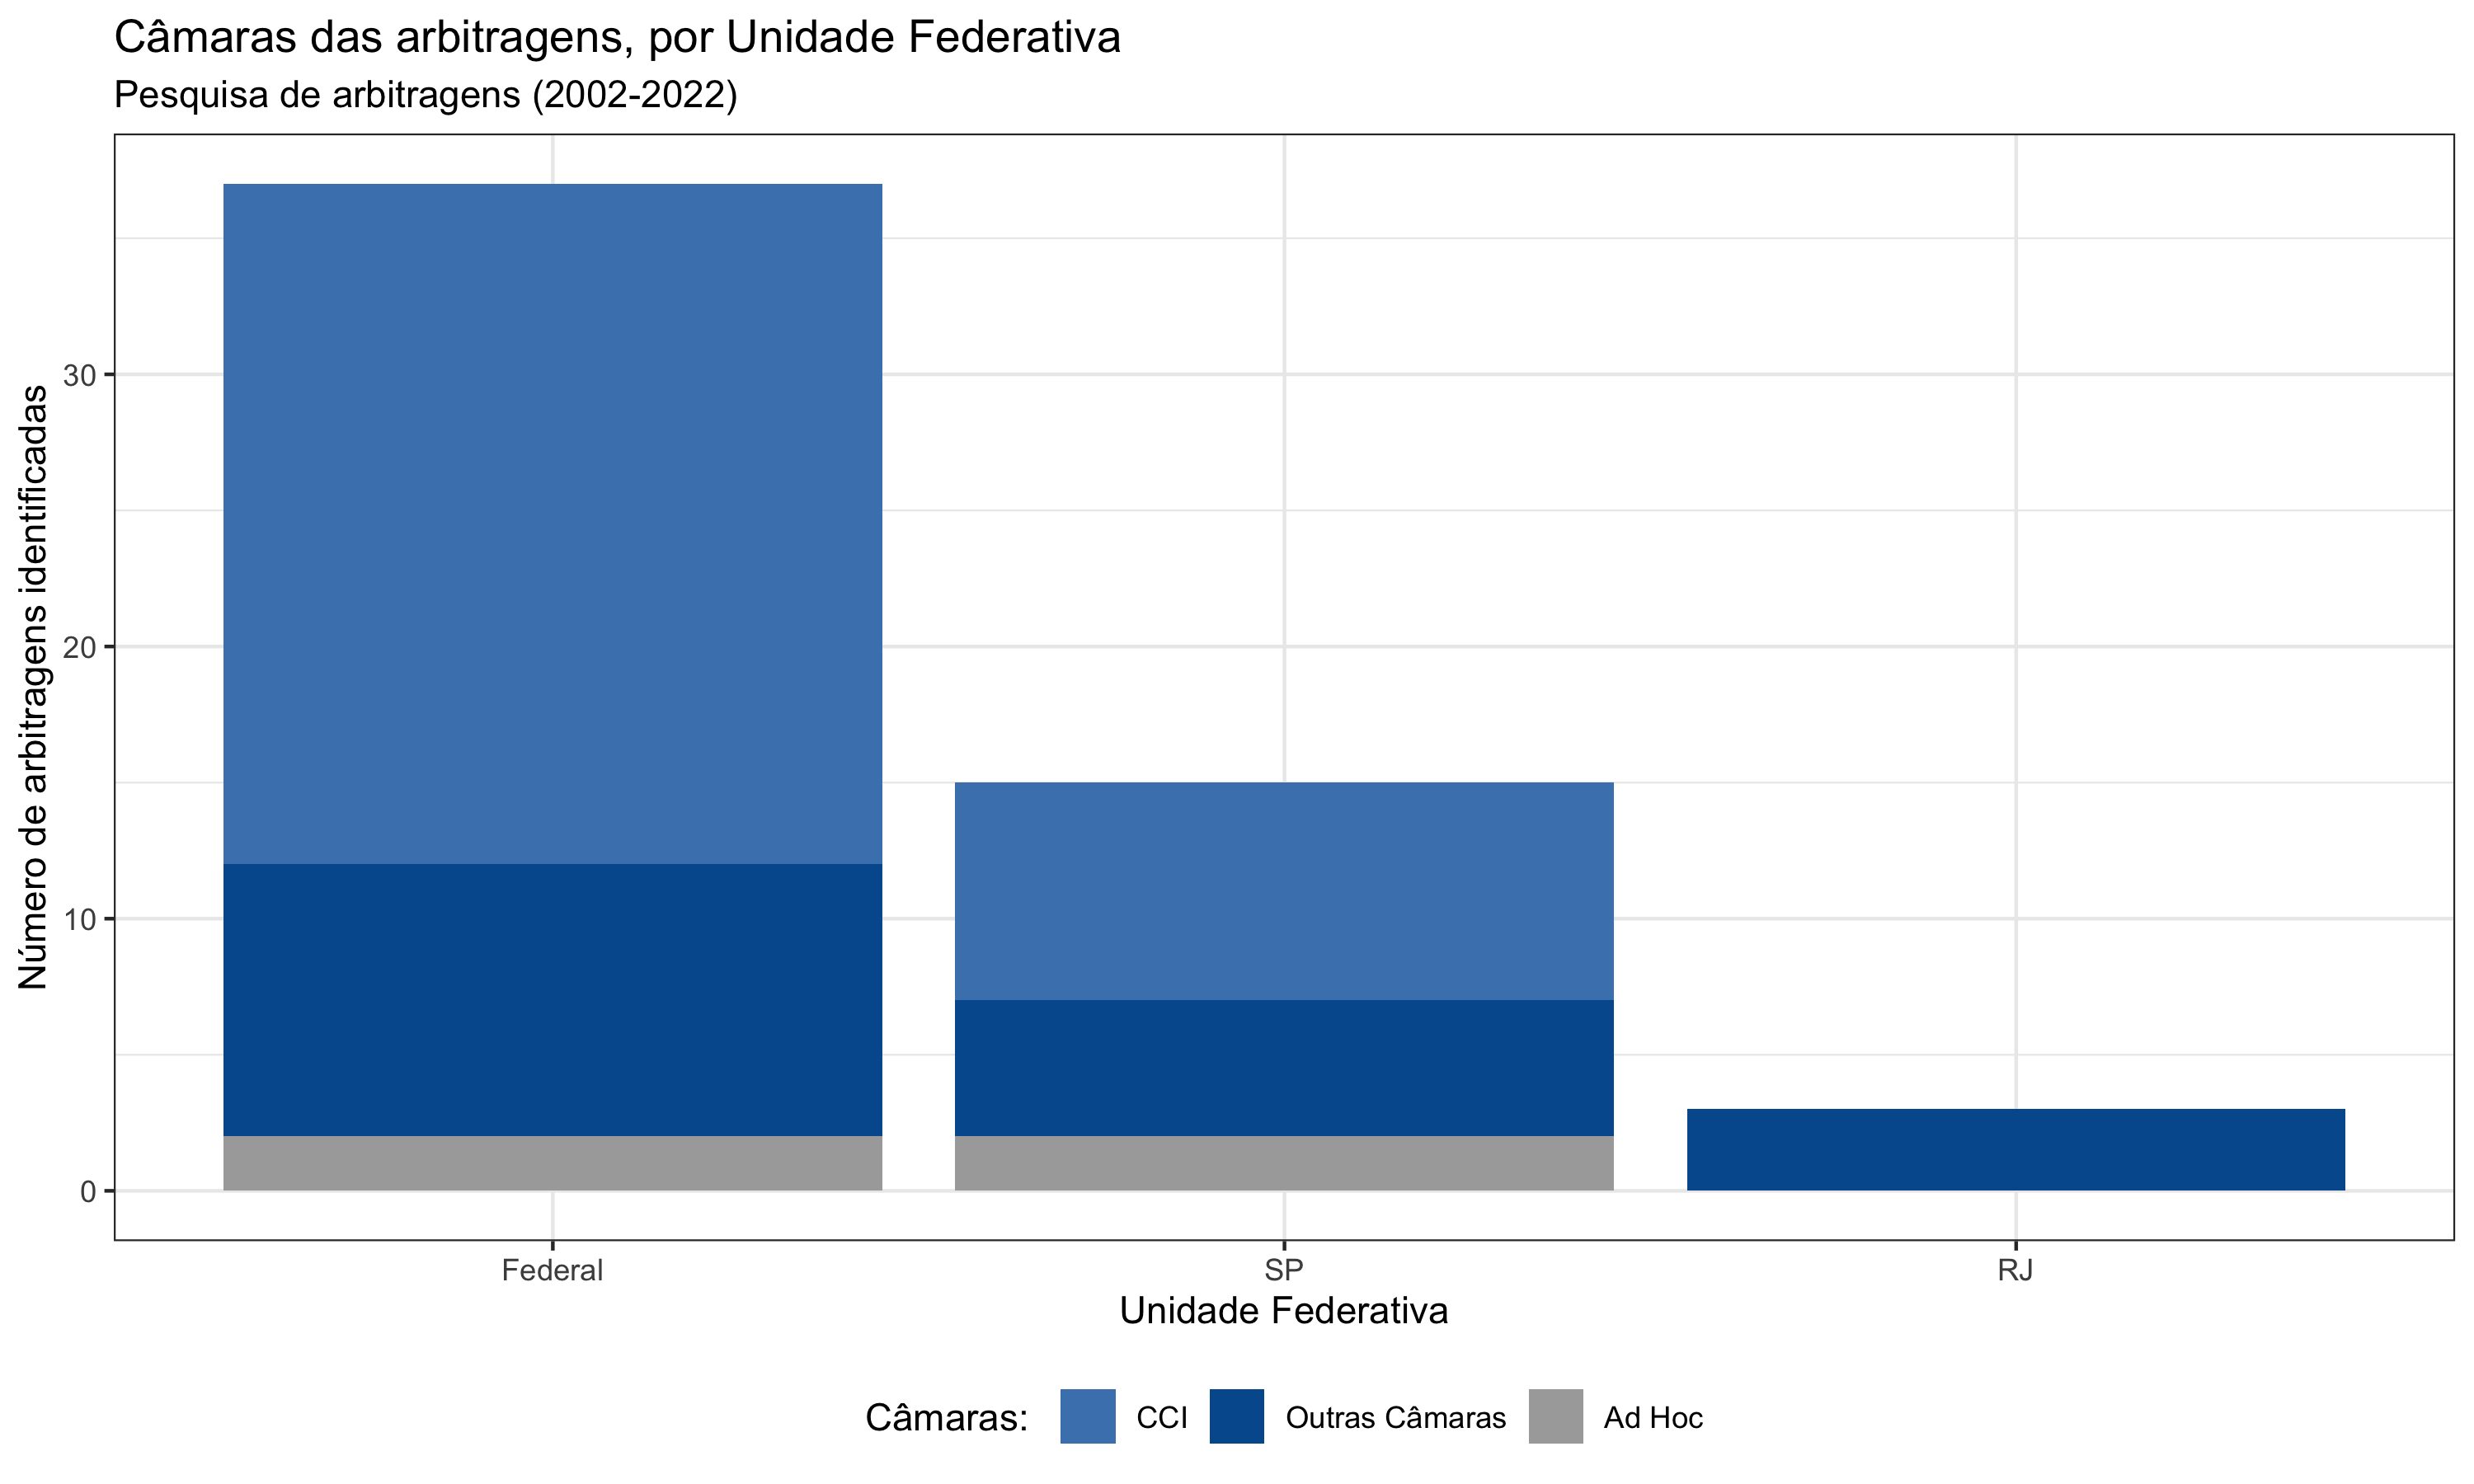 Câmaras das arbitragens, por Unidade Federativa
Pesquisa de arbitragens (2002-2022)
Número de arbitragens identificadas
30
20
10
0
Federal
SP
RJ
Unidade Federativa
Câmaras:
CCI
Outras Câmaras
Ad Hoc